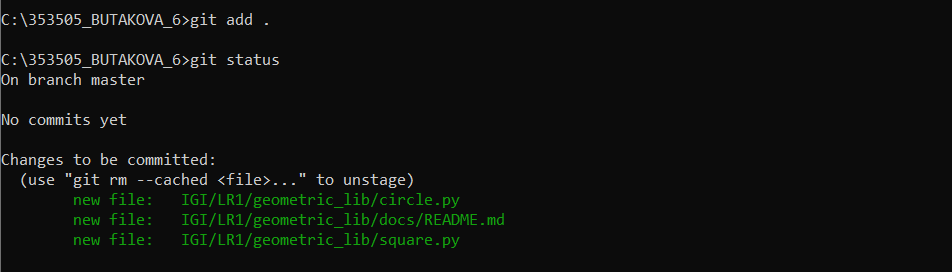 C:\353505_BUTAKOVA_6>git add .
C:\353505_BUTAKOVA_6>git status
On branch master
No commits yet
Changes to be committed:
  (use "git rm --cached <file>..." to unstage)
        new file:   IGI/LR1/geometric_lib/circle.py
        new file:   IGI/LR1/geometric_lib/docs/README.md
        new file:   IGI/LR1/geometric_lib/square.py